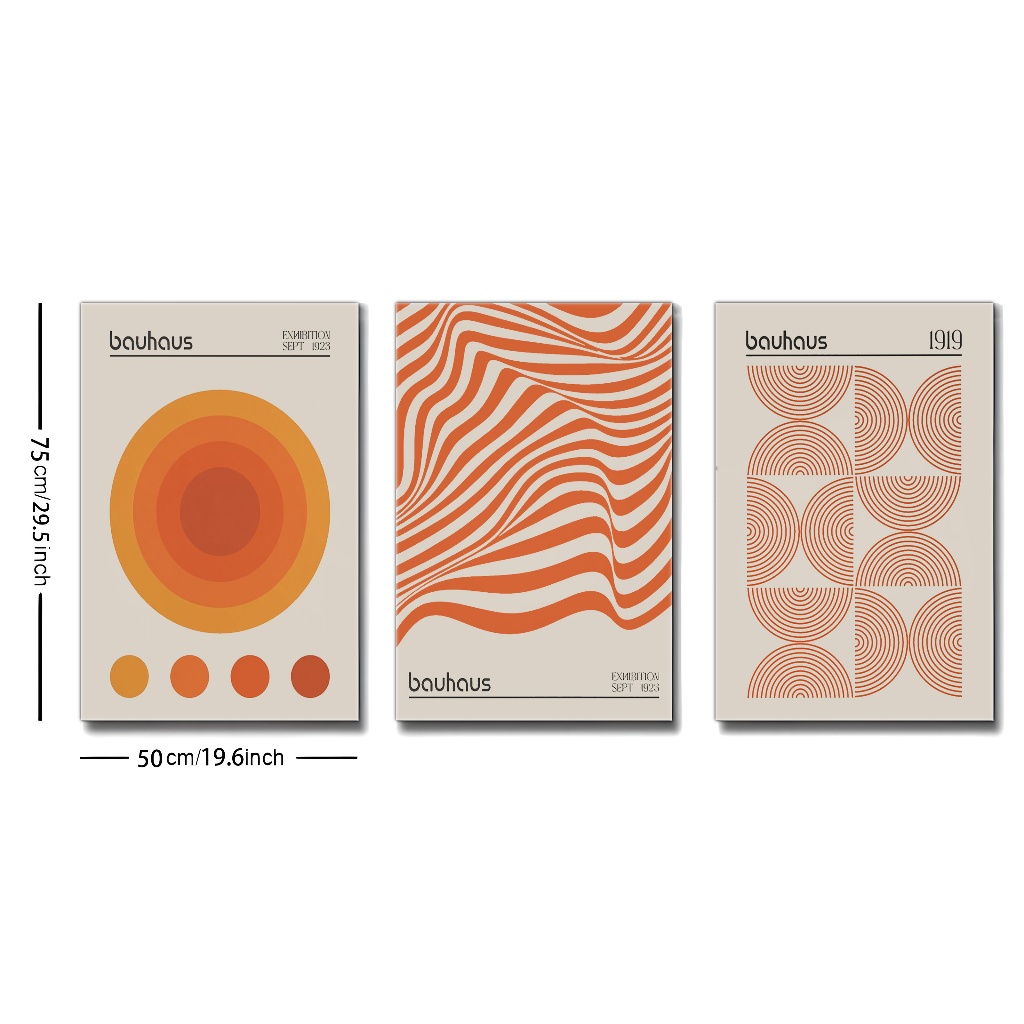 bauhaus
EXHIBITION
SEPT 1923
bauhaus
EXHIBITION
SEPT 1923
bauhaus
1919
75cm/29.5inch
50cm/19.6inch